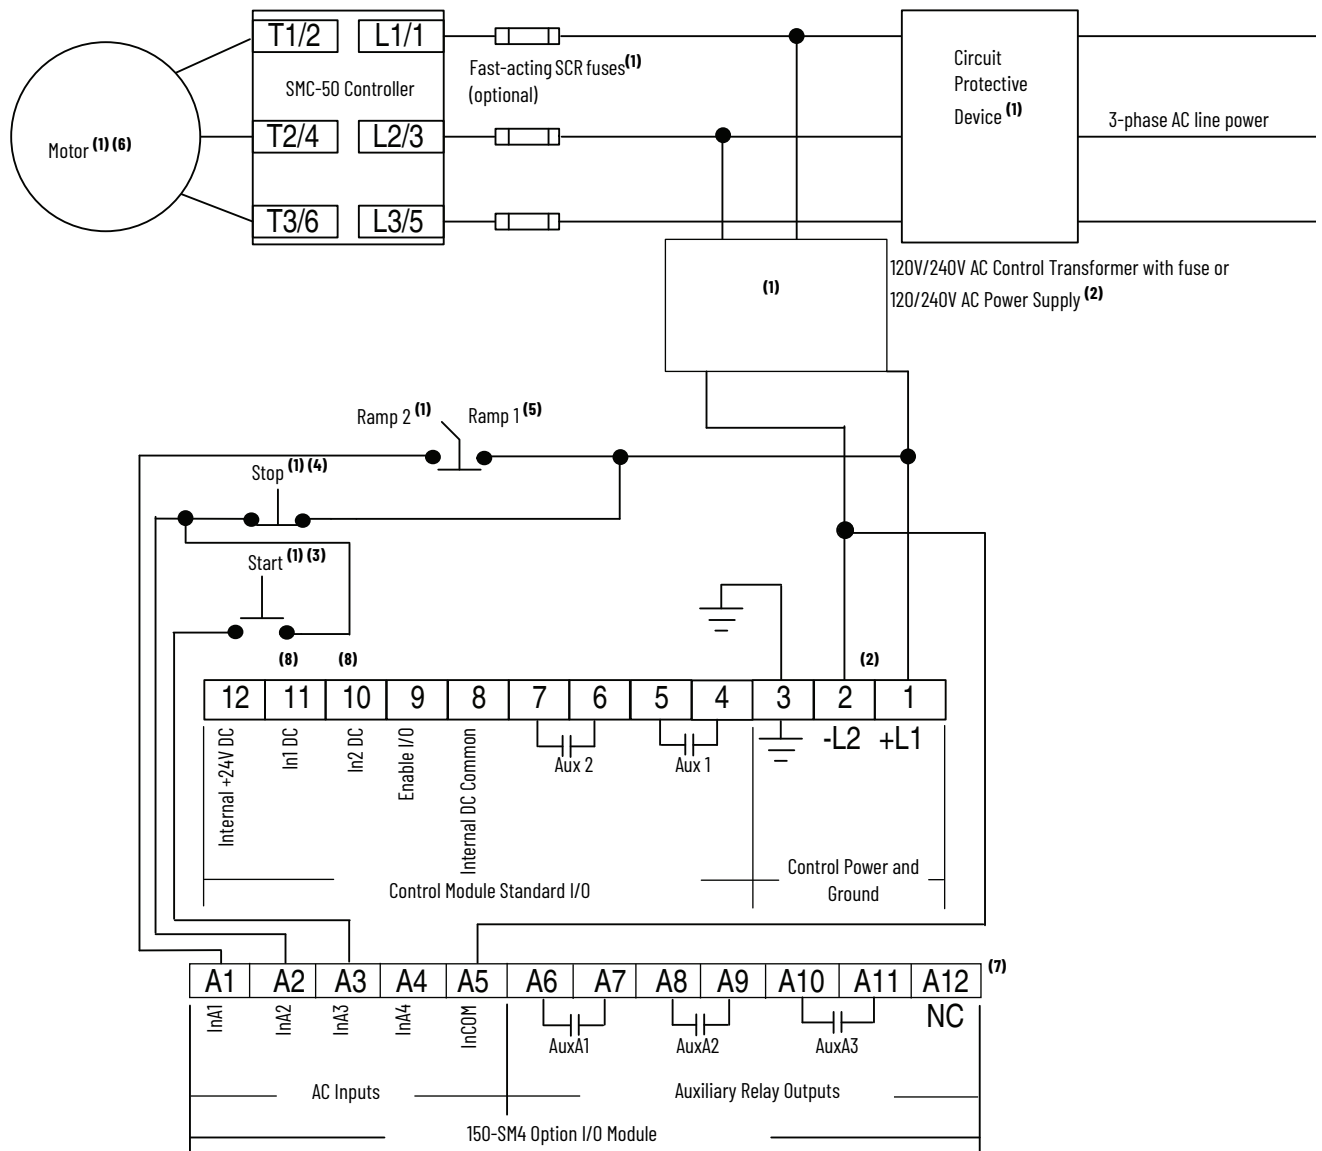 T1/2 L1/1
SMC-50 Controller
T2/4 L2/3
T3/6 L3/5
Motor (1) (6)
Fast-acting SCR fuses(1)
(optional)
Circuit
Protective
Device (1)
3-phase AC line power
(1)
120V/240V AC Control Transformer with fuse or
120/240V AC Power Supply (2)
Ramp 2 (1) Ramp 1 (5)
Stop (1) (4)
Start (1) (3)
(8) (8) (2)
12 11 10 9 8 7 6 5 4 3 2 1
-L2 +L1
Internal +24V DC
In1 DC
In2 DC
Enable I/O
Internal DC Common
Aux 2
Aux 1
Control Module Standard I/O
Control Power and
Ground
A1 A2 A3 A4 A5 A6 A7 A8 A9 A10 A11 A12 (7)
InA1
InA2
InA3
InA4
InCOM
AuxA1
AuxA2
AuxA3
NC
AC Inputs
Auxiliary Relay Outputs
150-SM4 Option I/O Module